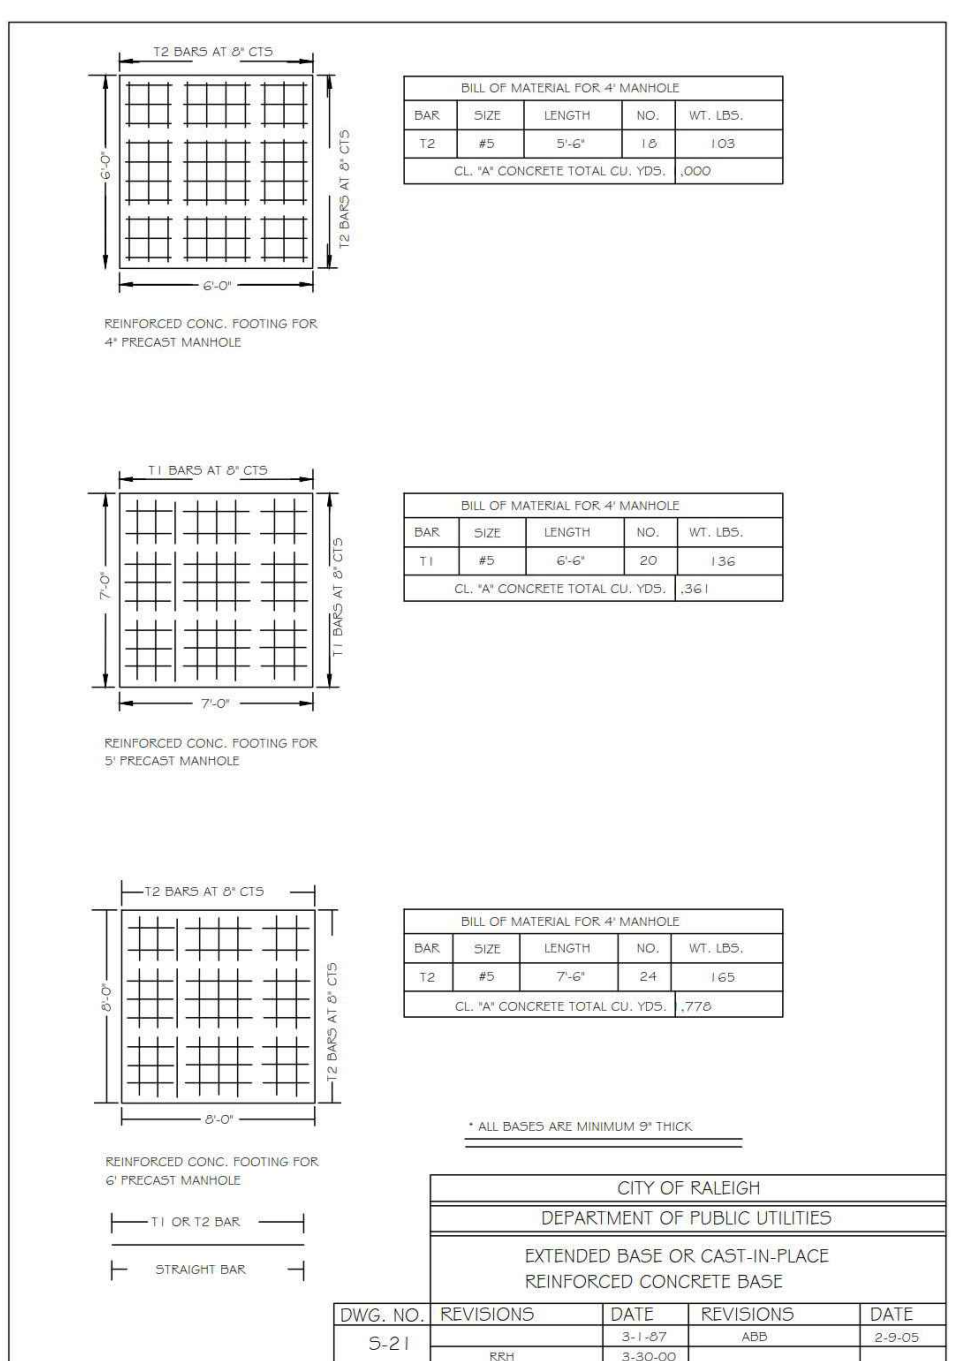 T2 BARS AT 8" CTS
6'-0"
T2 BARS AT 8" CTS
6'-0"
REINFORCED CONC. FOOTING FOR
4" PRECAST MANHOLE
BILL OF MATERIAL FOR 4' MANHOLE
BAR SIZE LENGTH NO. WT. LBS.
T2 #5 5'-6" 18 103
CL. "A" CONCRETE TOTAL CU. YDS. ,000
T1 BARS AT 8" CTS
7'-0"
T1 BARS AT 8" CTS
7'-0"
REINFORCED CONC. FOOTING FOR
5' PRECAST MANHOLE
BILL OF MATERIAL FOR 4' MANHOLE
BAR SIZE LENGTH NO. WT. LBS.
T1 #5 6'-6" 20 136
CL. "A" CONCRETE TOTAL CU. YDS. ,361
T2 BARS AT 8" CTS
8'-0"
T2 BARS AT 8" CTS
8'-0"
REINFORCED CONC. FOOTING FOR
6' PRECAST MANHOLE
BILL OF MATERIAL FOR 4' MANHOLE
BAR SIZE LENGTH NO. WT. LBS.
T2 #5 7'-6" 24 165
CL. "A" CONCRETE TOTAL CU. YDS. ,778
* ALL BASES ARE MINIMUM 9" THICK
T1 OR T2 BAR
STRAIGHT BAR
CITY OF RALEIGH
DEPARTMENT OF PUBLIC UTILITIES
EXTENDED BASE OR CAST-IN-PLACE
REINFORCED CONCRETE BASE
DWG. NO. REVISIONS DATE REVISIONS DATE
S-21 3-1-87 ABB 2-9-05
RRH 3-30-00